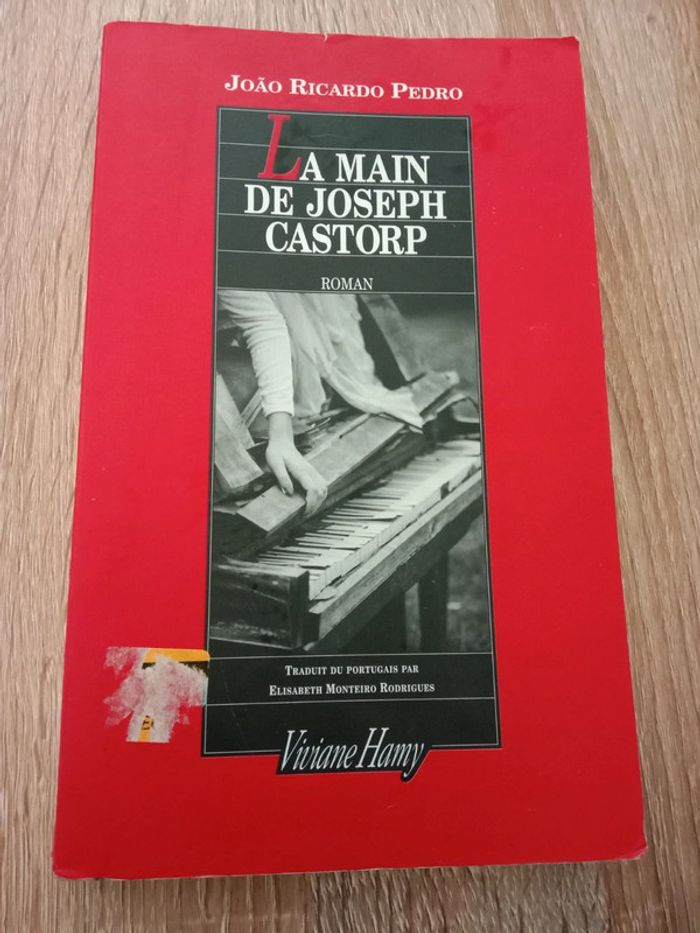 JOÃO RICARDO PEDRO
LA MAIN
DE JOSEPH
CASTORP
ROMAN
TRADUIT DU PORTUGAIS PAR
ELISABETH MONTEIRO RODRIGUES
Viviane Hamy